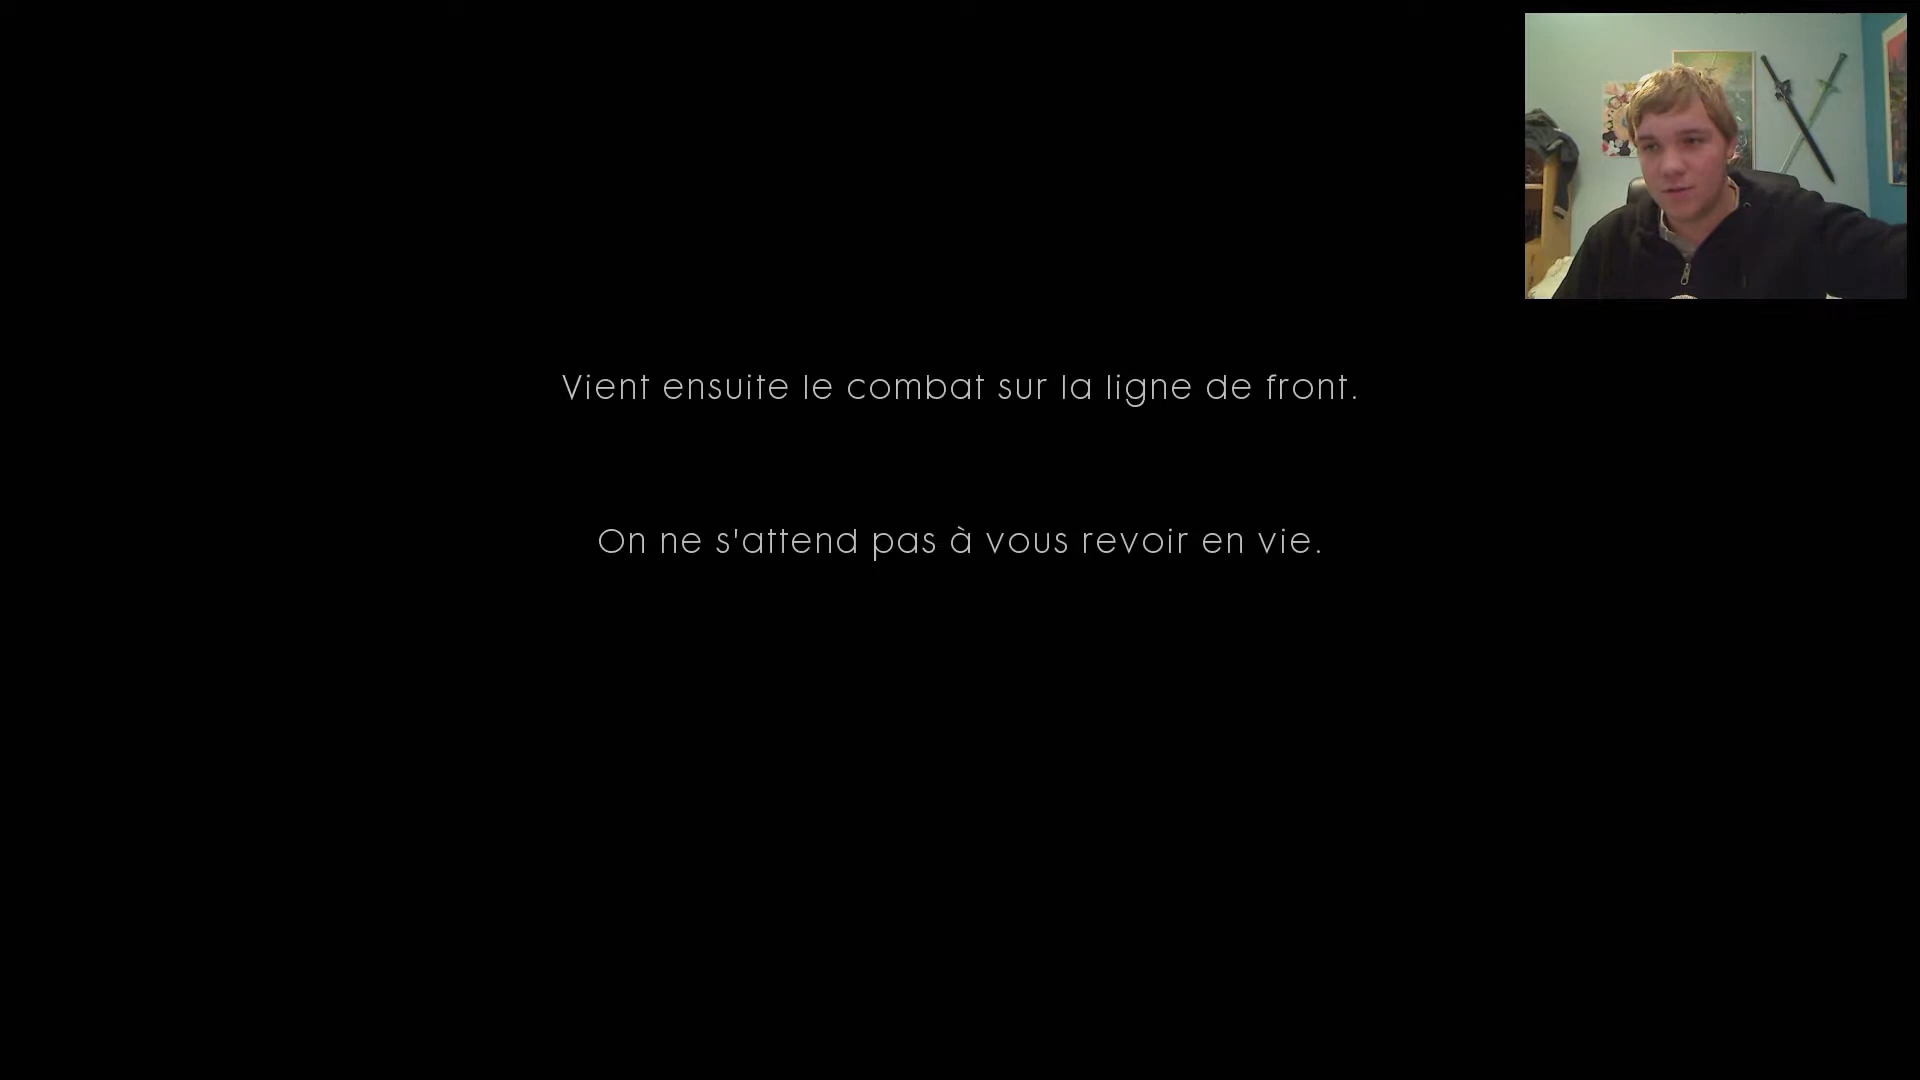 Vient ensuite le combat sur la ligne de front.
On ne s'attend pas à vous revoir en vie.